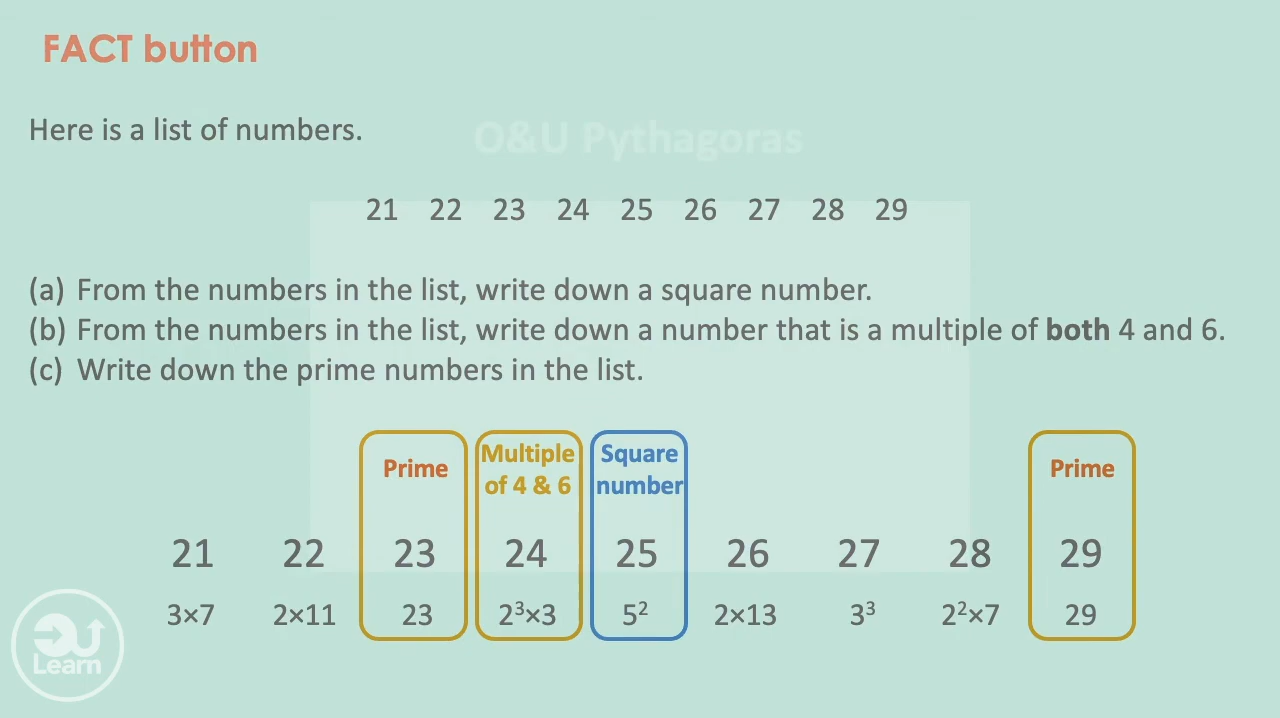 FACT button
Here is a list of numbers.
O&U Pythagoras
21 22 23 24 25 26 27 28 29
(a) From the numbers in the list, write down a square number.
(b) From the numbers in the list, write down a number that is a multiple of both 4 and 6.
(c) Write down the prime numbers in the list.
Prime
Multiple
of 4 & 6
Square
number
Prime
21 22 23 24 25 26 27 28 29
3×7 2×11 23 2³×3 5² 2×13 3³ 2²×7 29
Learn